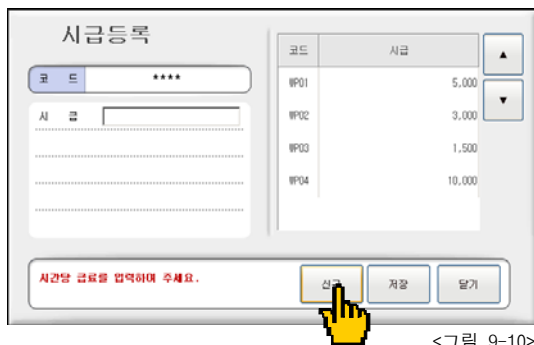 시급등록
코 드 ****
시 급
코드 시급
WP01 5,000
WP02 3,000
WP03 1,500
WP04 10,000
▲
▼
시간당 급료를 입력하여 주세요.
신규 저장 닫기
<그림 9-10>